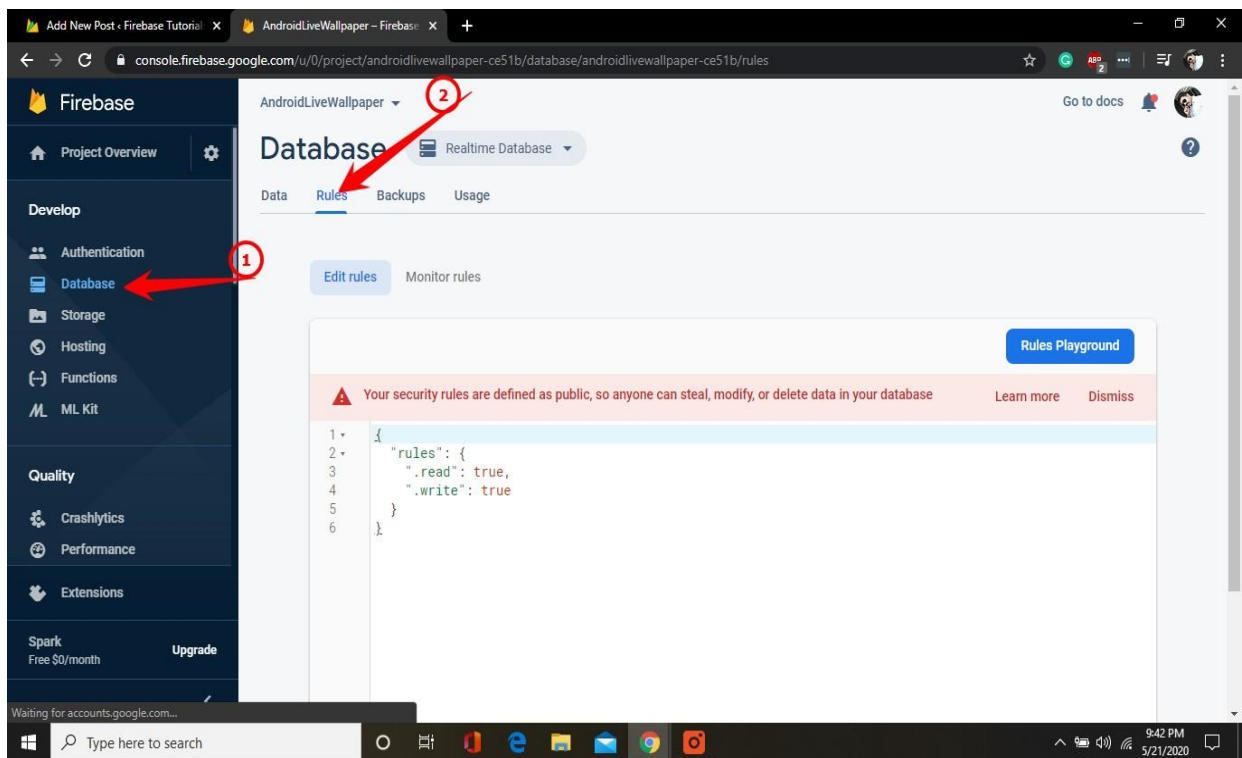 Add New Post ‹ Firebase Tutorial
AndroidLiveWallpaper – Firebase
console.firebase.google.com/u/0/project/androidlivewallpaper-ce51b/database/androidlivewallpaper-ce51b/rules
ABP
2
Firebase
AndroidLiveWallpaper
2
Go to docs
Project Overview
Database
Realtime Database
Data Rules Backups Usage
Develop
Authentication
1
Database
Edit rules Monitor rules
Storage
Hosting
Rules Playground
Functions
ML Kit
Your security rules are defined as public, so anyone can steal, modify, or delete data in your database
Learn more Dismiss
1 {
2 "rules": {
3 ".read": true,
4 ".write": true
5 }
6 }
Quality
Crashlytics
Performance
Extensions
Spark
Free $0/month
Upgrade
Waiting for accounts.google.com...
Type here to search
9:42 PM
5/21/2020